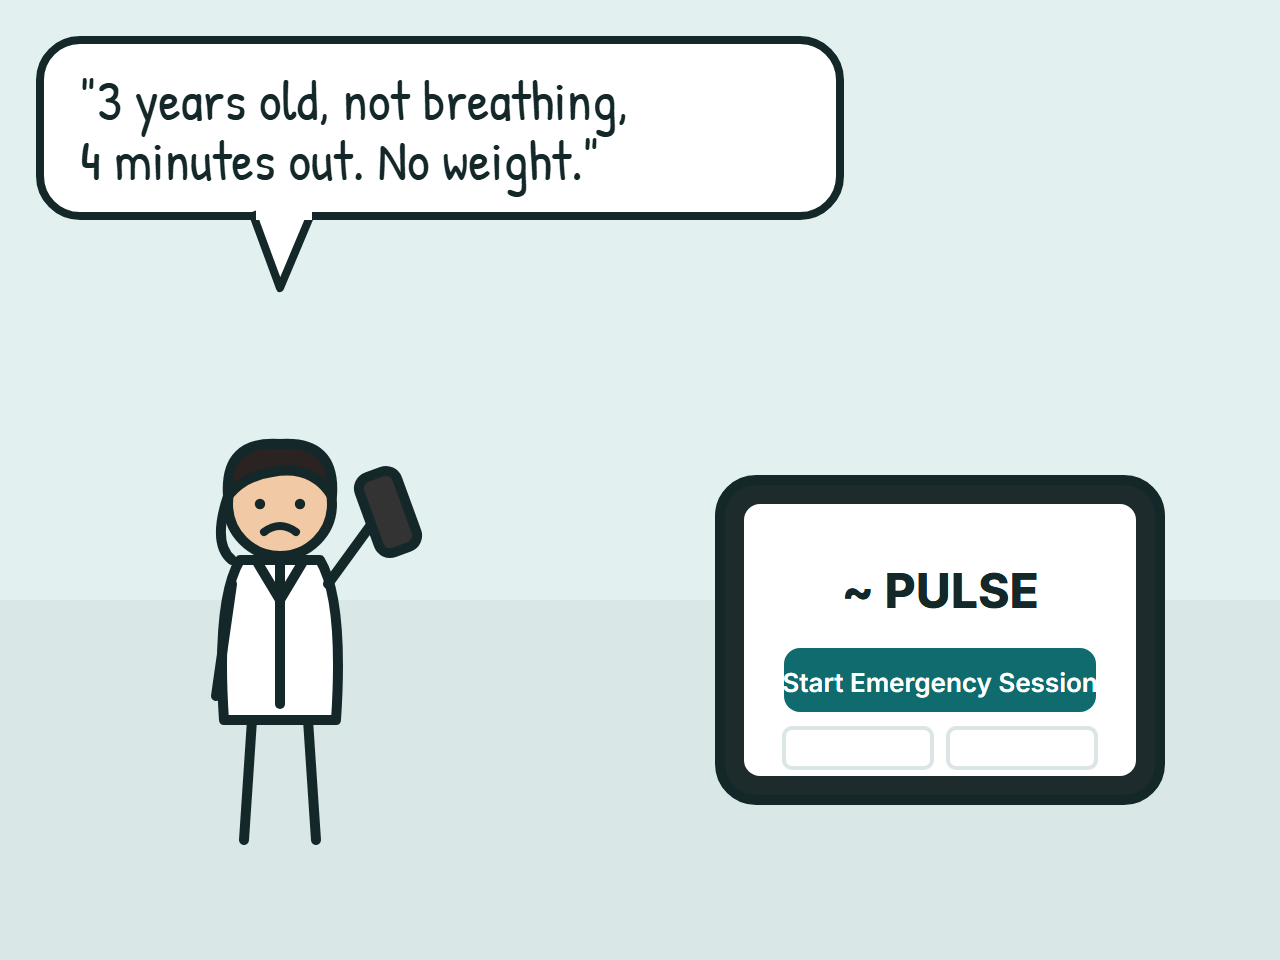 "3 years old, not breathing,
4 minutes out. No weight."
~ PULSE
Start Emergency Session